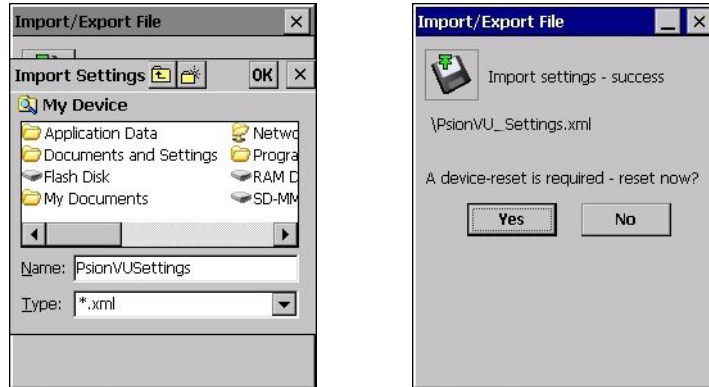 Import/Export File
Import Settings OK
My Device
Application Data
Documents and Settings
Flash Disk
My Documents
Netwo
Progra
RAM D
SD-MM
Name: PsionVUSettings
Type: *.xml
Import/Export File
Import settings - success
\PsionVU_Settings.xml
A device-reset is required - reset now?
Yes No